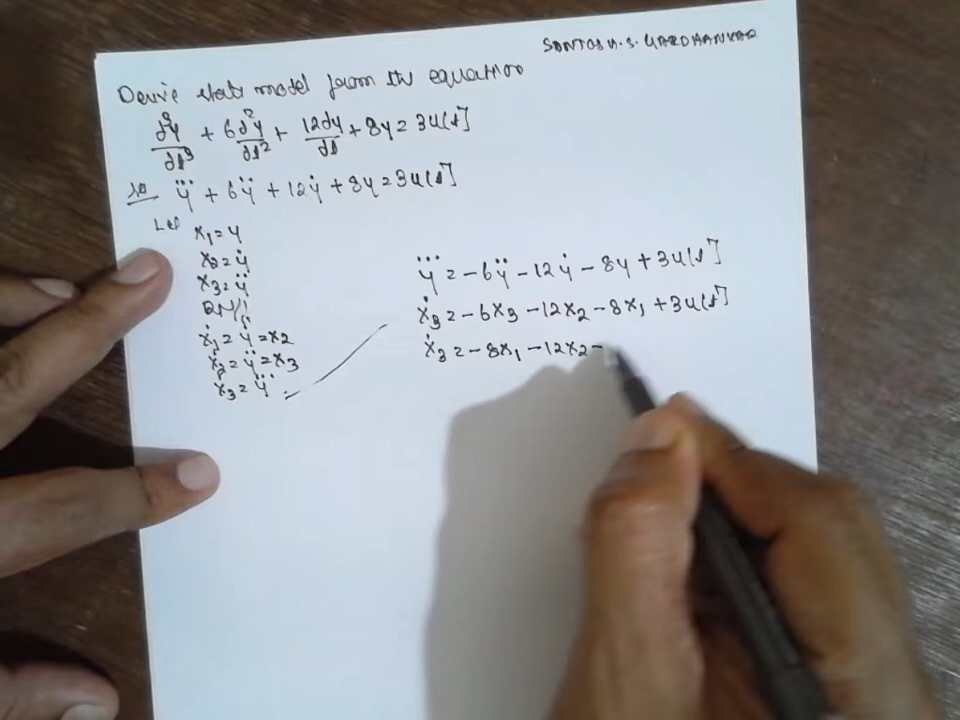 SANTOSH.S.
Derive state model from the equation
d³y/dt³ + 6d²y/dt² + 12dy/dt + 8y = 3u(t)
y⃛ + 6ÿ + 12ẏ + 8y = 3u(t)
Let
x₁ = y
x₂ = ẏ
x₃ = ÿ
ẋ₁ = ẏ = x₂
ẋ₂ = ÿ = x₃
ẋ₃ = y⃛
y⃛ = -6ÿ - 12ẏ - 8y + 3u(t)
ẋ₃ = -6x₃ - 12x₂ - 8x₁ + 3u(t)
ẋ₃ = -8x₁ - 12x₂ -